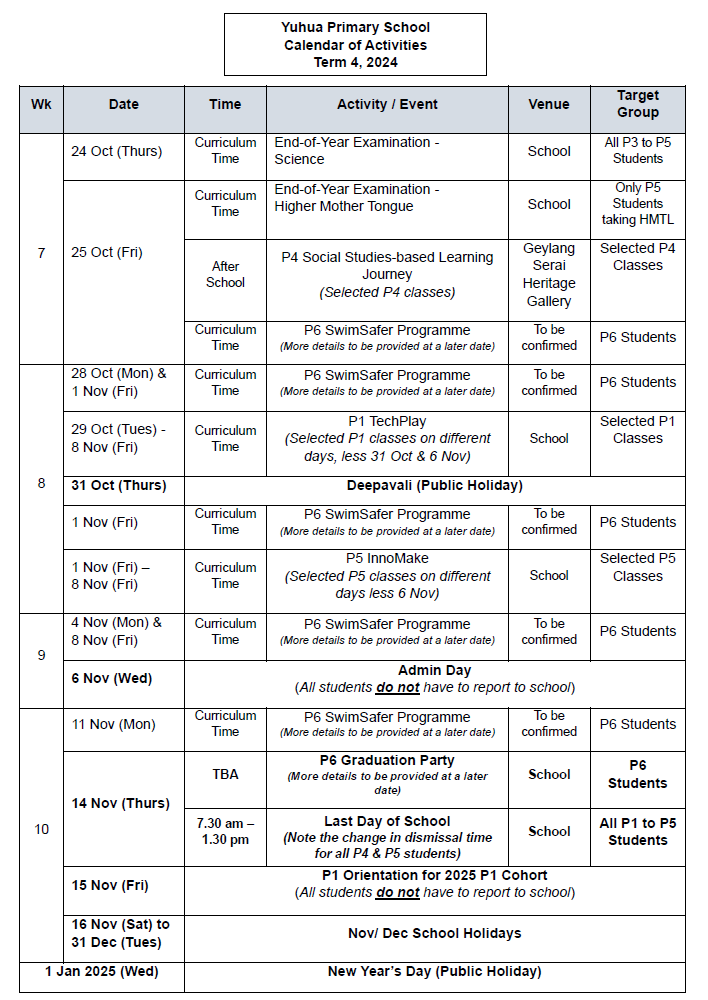 Yuhua Primary School
Calendar of Activities
Term 4, 2024
Wk
Date
Time
Activity / Event
Venue
Target
Group
7
24 Oct (Thurs)
Curriculum
Time
End-of-Year Examination -
Science
School
All P3 to P5
Students
25 Oct (Fri)
Curriculum
Time
End-of-Year Examination -
Higher Mother Tongue
School
Only P5
Students
taking HMTL
After
School
P4 Social Studies-based Learning
Journey
(Selected P4 classes)
Geylang
Serai
Heritage
Gallery
Selected P4
Classes
Curriculum
Time
P6 SwimSafer Programme
(More details to be provided at a later date)
To be
confirmed
P6 Students
8
28 Oct (Mon) &
1 Nov (Fri)
Curriculum
Time
P6 SwimSafer Programme
(More details to be provided at a later date)
To be
confirmed
P6 Students
29 Oct (Tues) -
8 Nov (Fri)
Curriculum
Time
P1 TechPlay
(Selected P1 classes on different
days, less 31 Oct & 6 Nov)
School
Selected P1
Classes
31 Oct (Thurs)
Deepavali (Public Holiday)
1 Nov (Fri)
Curriculum
Time
P6 SwimSafer Programme
(More details to be provided at a later date)
To be
confirmed
P6 Students
1 Nov (Fri) –
8 Nov (Fri)
Curriculum
Time
P5 InnoMake
(Selected P5 classes on different
days less 6 Nov)
School
Selected P5
Classes
9
4 Nov (Mon) &
8 Nov (Fri)
Curriculum
Time
P6 SwimSafer Programme
(More details to be provided at a later date)
To be
confirmed
P6 Students
6 Nov (Wed)
Admin Day
(All students do not have to report to school)
10
11 Nov (Mon)
Curriculum
Time
P6 SwimSafer Programme
(More details to be provided at a later date)
To be
confirmed
P6 Students
14 Nov (Thurs)
TBA
P6 Graduation Party
(More details to be provided at a later
date)
School
P6
Students
7.30 am –
1.30 pm
Last Day of School
(Note the change in dismissal time
for all P4 & P5 students)
School
All P1 to P5
Students
15 Nov (Fri)
P1 Orientation for 2025 P1 Cohort
(All students do not have to report to school)
16 Nov (Sat) to
31 Dec (Tues)
Nov/ Dec School Holidays
1 Jan 2025 (Wed)
New Year's Day (Public Holiday)